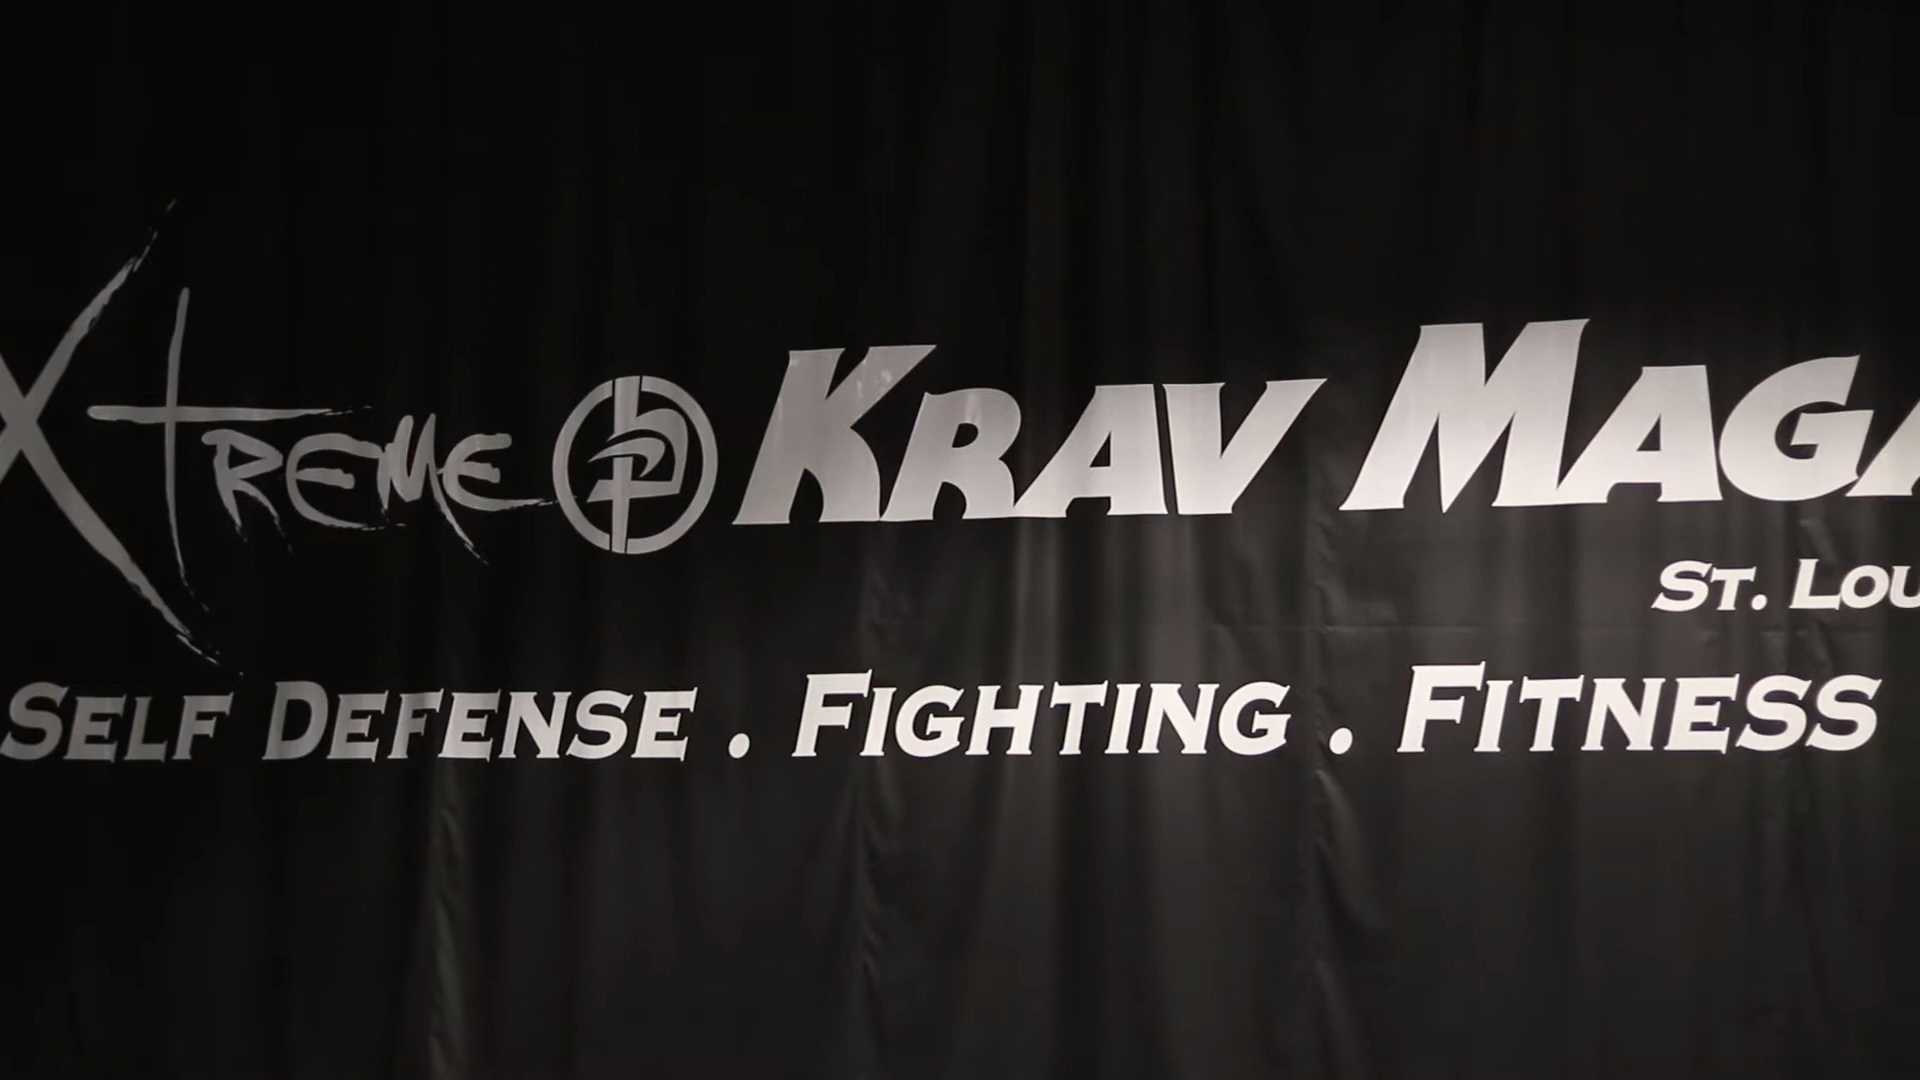 Xtreme Krav Maga
St. Lou
Self Defense . Fighting . Fitness